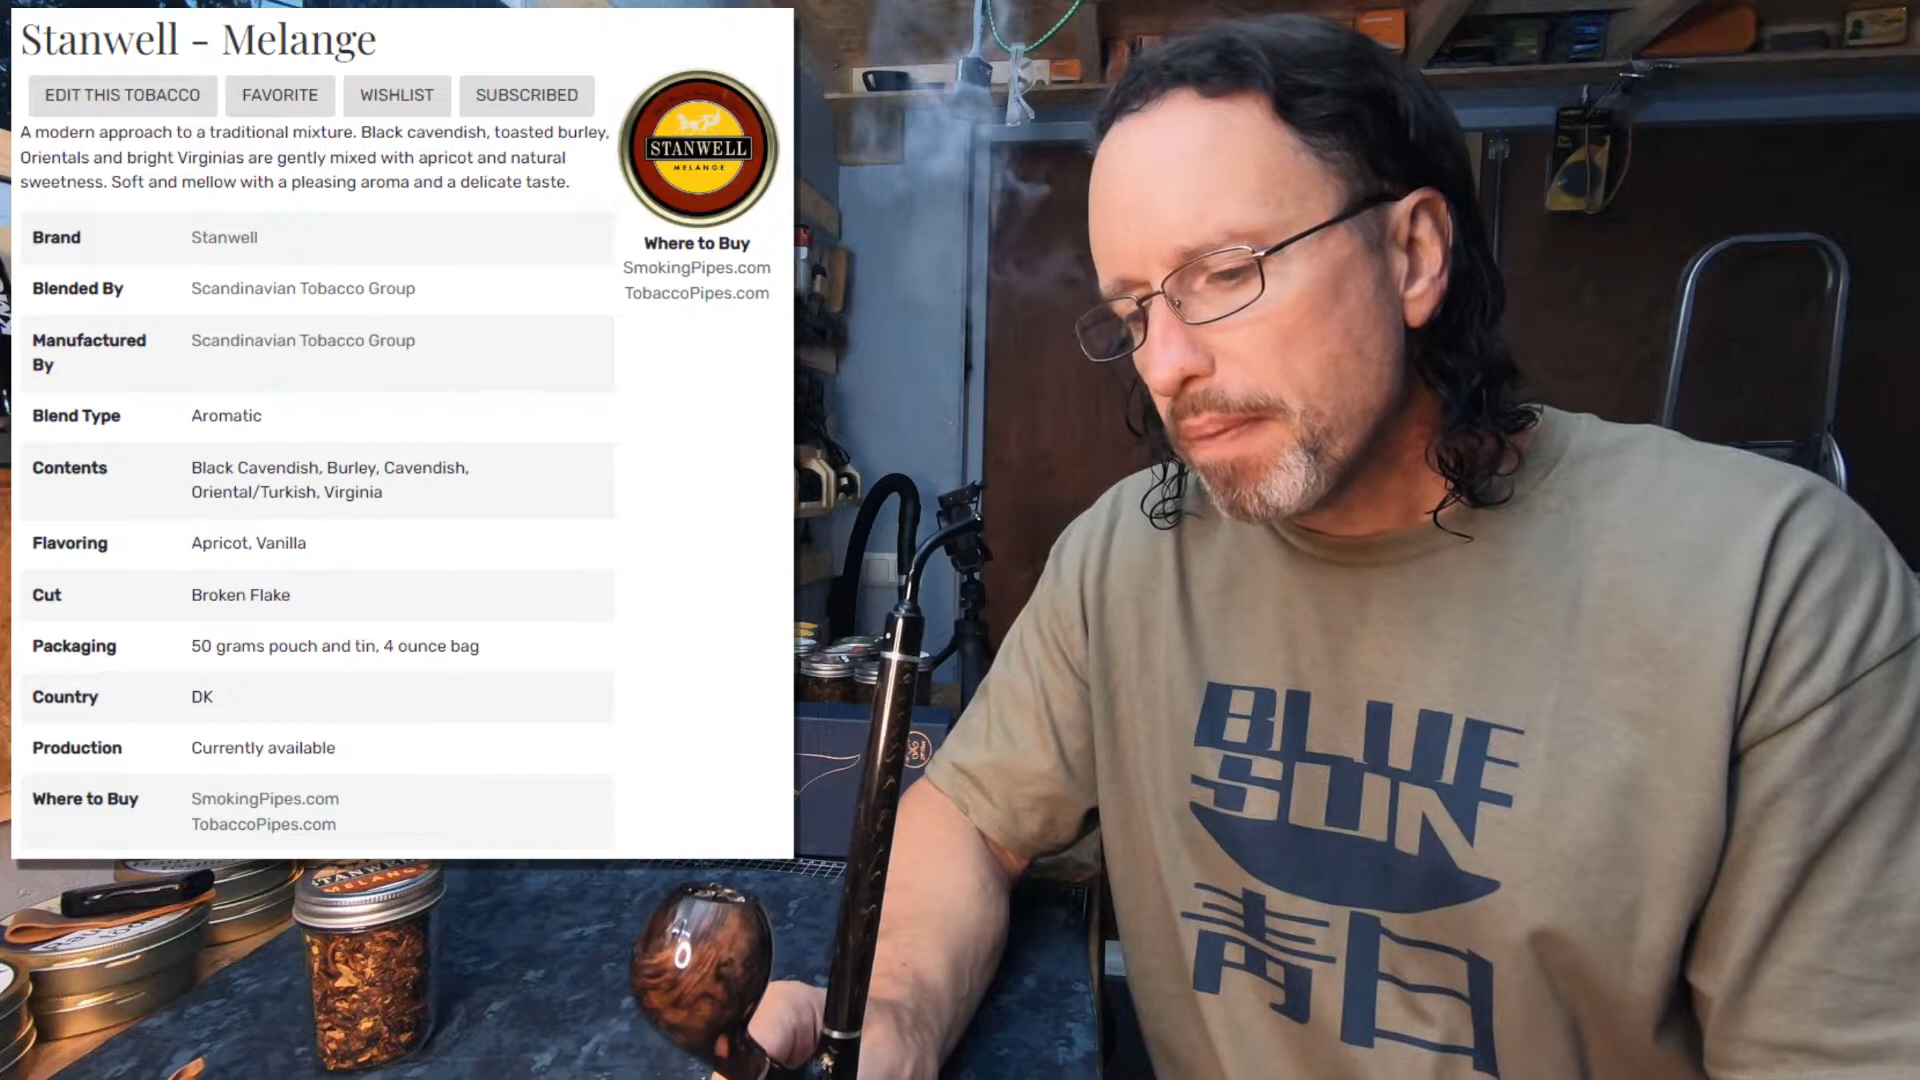 Stanwell - Melange
EDIT THIS TOBACCO
FAVORITE
WISHLIST
SUBSCRIBED
A modern approach to a traditional mixture. Black cavendish, toasted burley,
Orientals and bright Virginias are gently mixed with apricot and natural
sweetness. Soft and mellow with a pleasing aroma and a delicate taste.
STANWELL
MELANGE
Where to Buy
SmokingPipes.com
TobaccoPipes.com
Brand
Stanwell
Blended By
Scandinavian Tobacco Group
Manufactured
By
Scandinavian Tobacco Group
Blend Type
Aromatic
Contents
Black Cavendish, Burley, Cavendish,
Oriental/Turkish, Virginia
Flavoring
Apricot, Vanilla
Cut
Broken Flake
Packaging
50 grams pouch and tin, 4 ounce bag
Country
DK
Production
Currently available
Where to Buy
SmokingPipes.com
TobaccoPipes.com
STANWELL
MELANGE
BLUE
SUN
青日